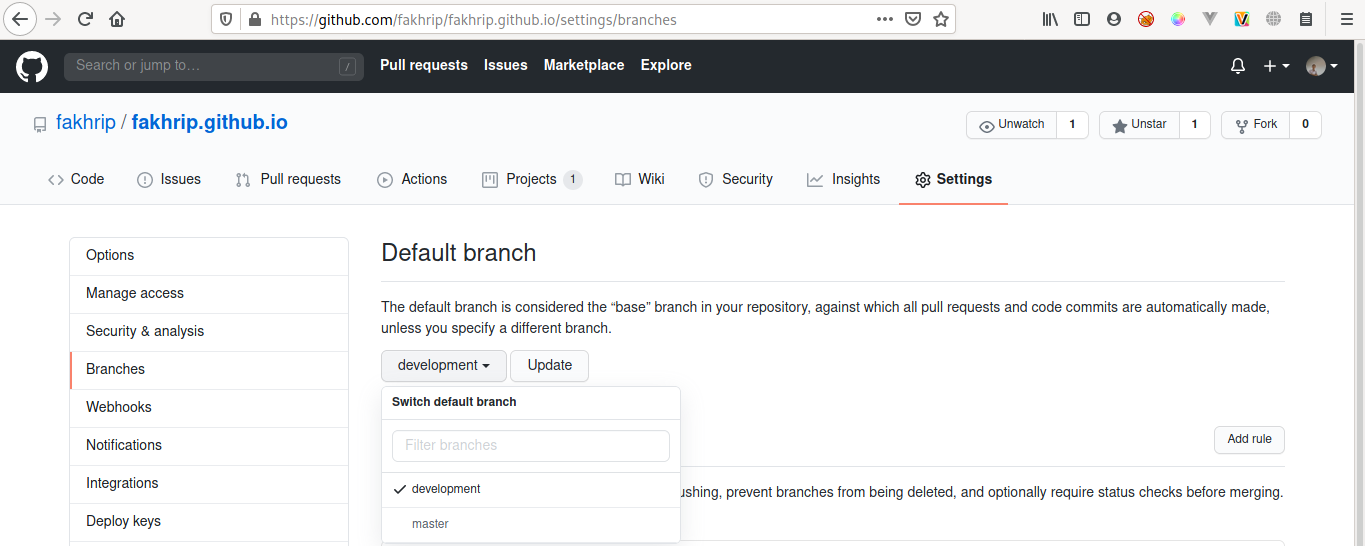 https://github.com/fakhrip/fakhrip.github.io/settings/branches
Search or jump to… /
Pull requests Issues Marketplace Explore
fakhrip / fakhrip.github.io
Unwatch 1 Unstar 1 Fork 0
Code Issues Pull requests Actions Projects 1 Wiki Security Insights Settings
Options
Manage access
Security & analysis
Branches
Webhooks
Notifications
Integrations
Deploy keys
Default branch
The default branch is considered the “base” branch in your repository, against which all pull requests and code commits are automatically made,
unless you specify a different branch.
development Update
Switch default branch
Filter branches
development
master
Add rule
ushing, prevent branches from being deleted, and optionally require status checks before merging.